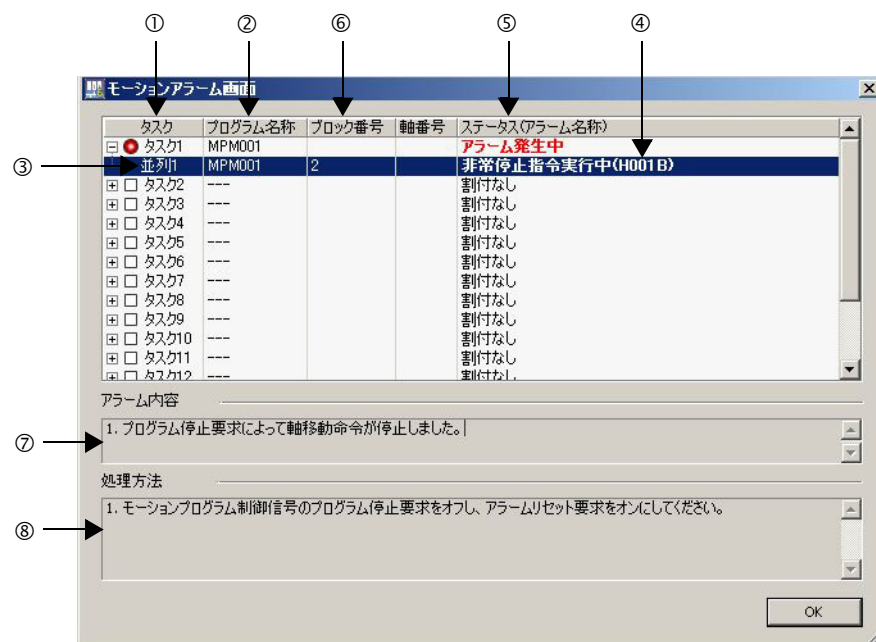 ① ② ⑥ ⑤ ④
モーションアラーム画面
タスク プログラム名称 ブロック番号 軸番号 ステータス(アラーム名称)
タスク1 MPM001 アラーム発生中
③ 並列1 MPM001 2 非常停止指令実行中(H001B)
タスク2 --- 割付なし
タスク3 --- 割付なし
タスク4 --- 割付なし
タスク5 --- 割付なし
タスク6 --- 割付なし
タスク7 --- 割付なし
タスク8 --- 割付なし
タスク9 --- 割付なし
タスク10 --- 割付なし
タスク11 --- 割付なし
タスク12 --- 割付なし
アラーム内容
⑦ 1. プログラム停止要求によって軸移動命令が停止しました。
処理方法
⑧ 1. モーションプログラム制御信号のプログラム停止要求をオフし、アラームリセット要求をオンにしてください。
OK